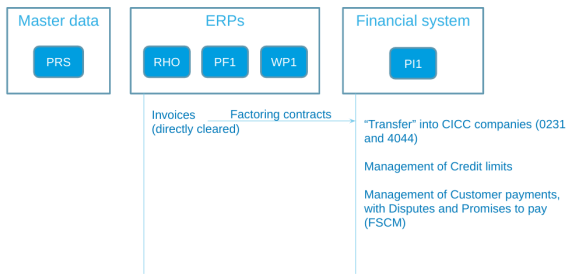 Master data
ERPs
Financial system
PRS
RHO
PF1
WP1
PI1
Invoices
(directly cleared)
Factoring contracts
“Transfer” into CICC companies (0231
and 4044)
Management of Credit limits
Management of Customer payments,
with Disputes and Promises to pay
(FSCM)